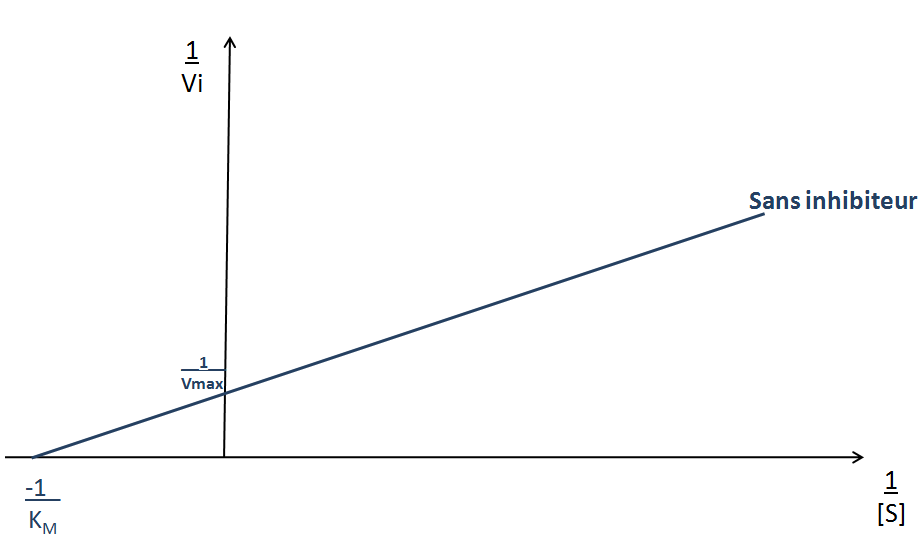 1
Vi
Sans inhibiteur
1
Vmax
-1
KM
1
[S]